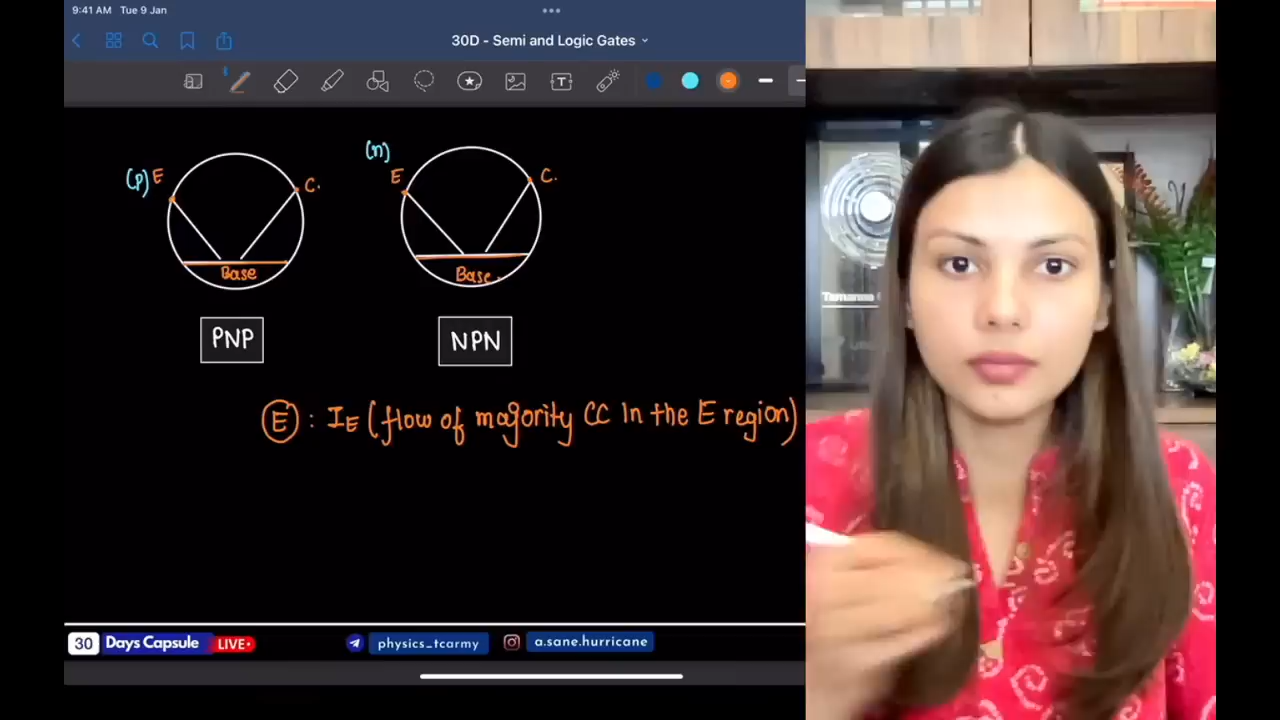 9:41 AM Tue 9 Jan
30D - Semi and Logic Gates
T
(P) E
C.
Base
PNP
(n)
E
C.
Base.
NPN
E : IE (flow of majority CC in the E region)
30 Days Capsule LIVE
physics_tcarmy
a.sane.hurricane